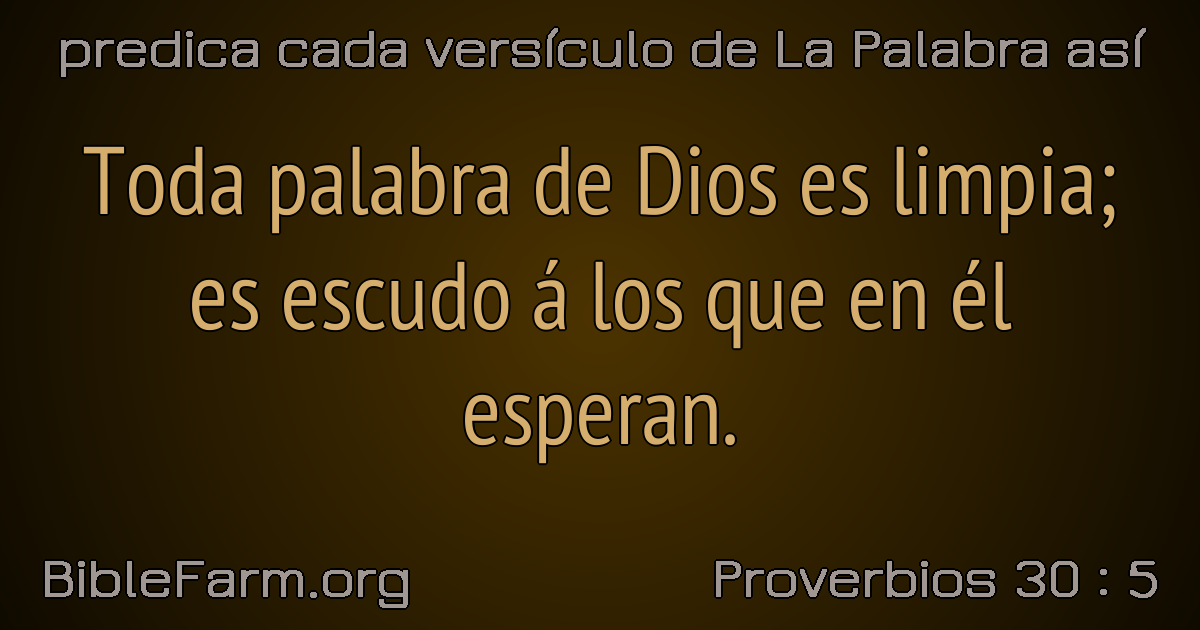 predica cada versículo de La Palabra así
Toda palabra de Dios es limpia;
es escudo á los que en él
esperan.
BibleFarm.org
Proverbios 30 : 5